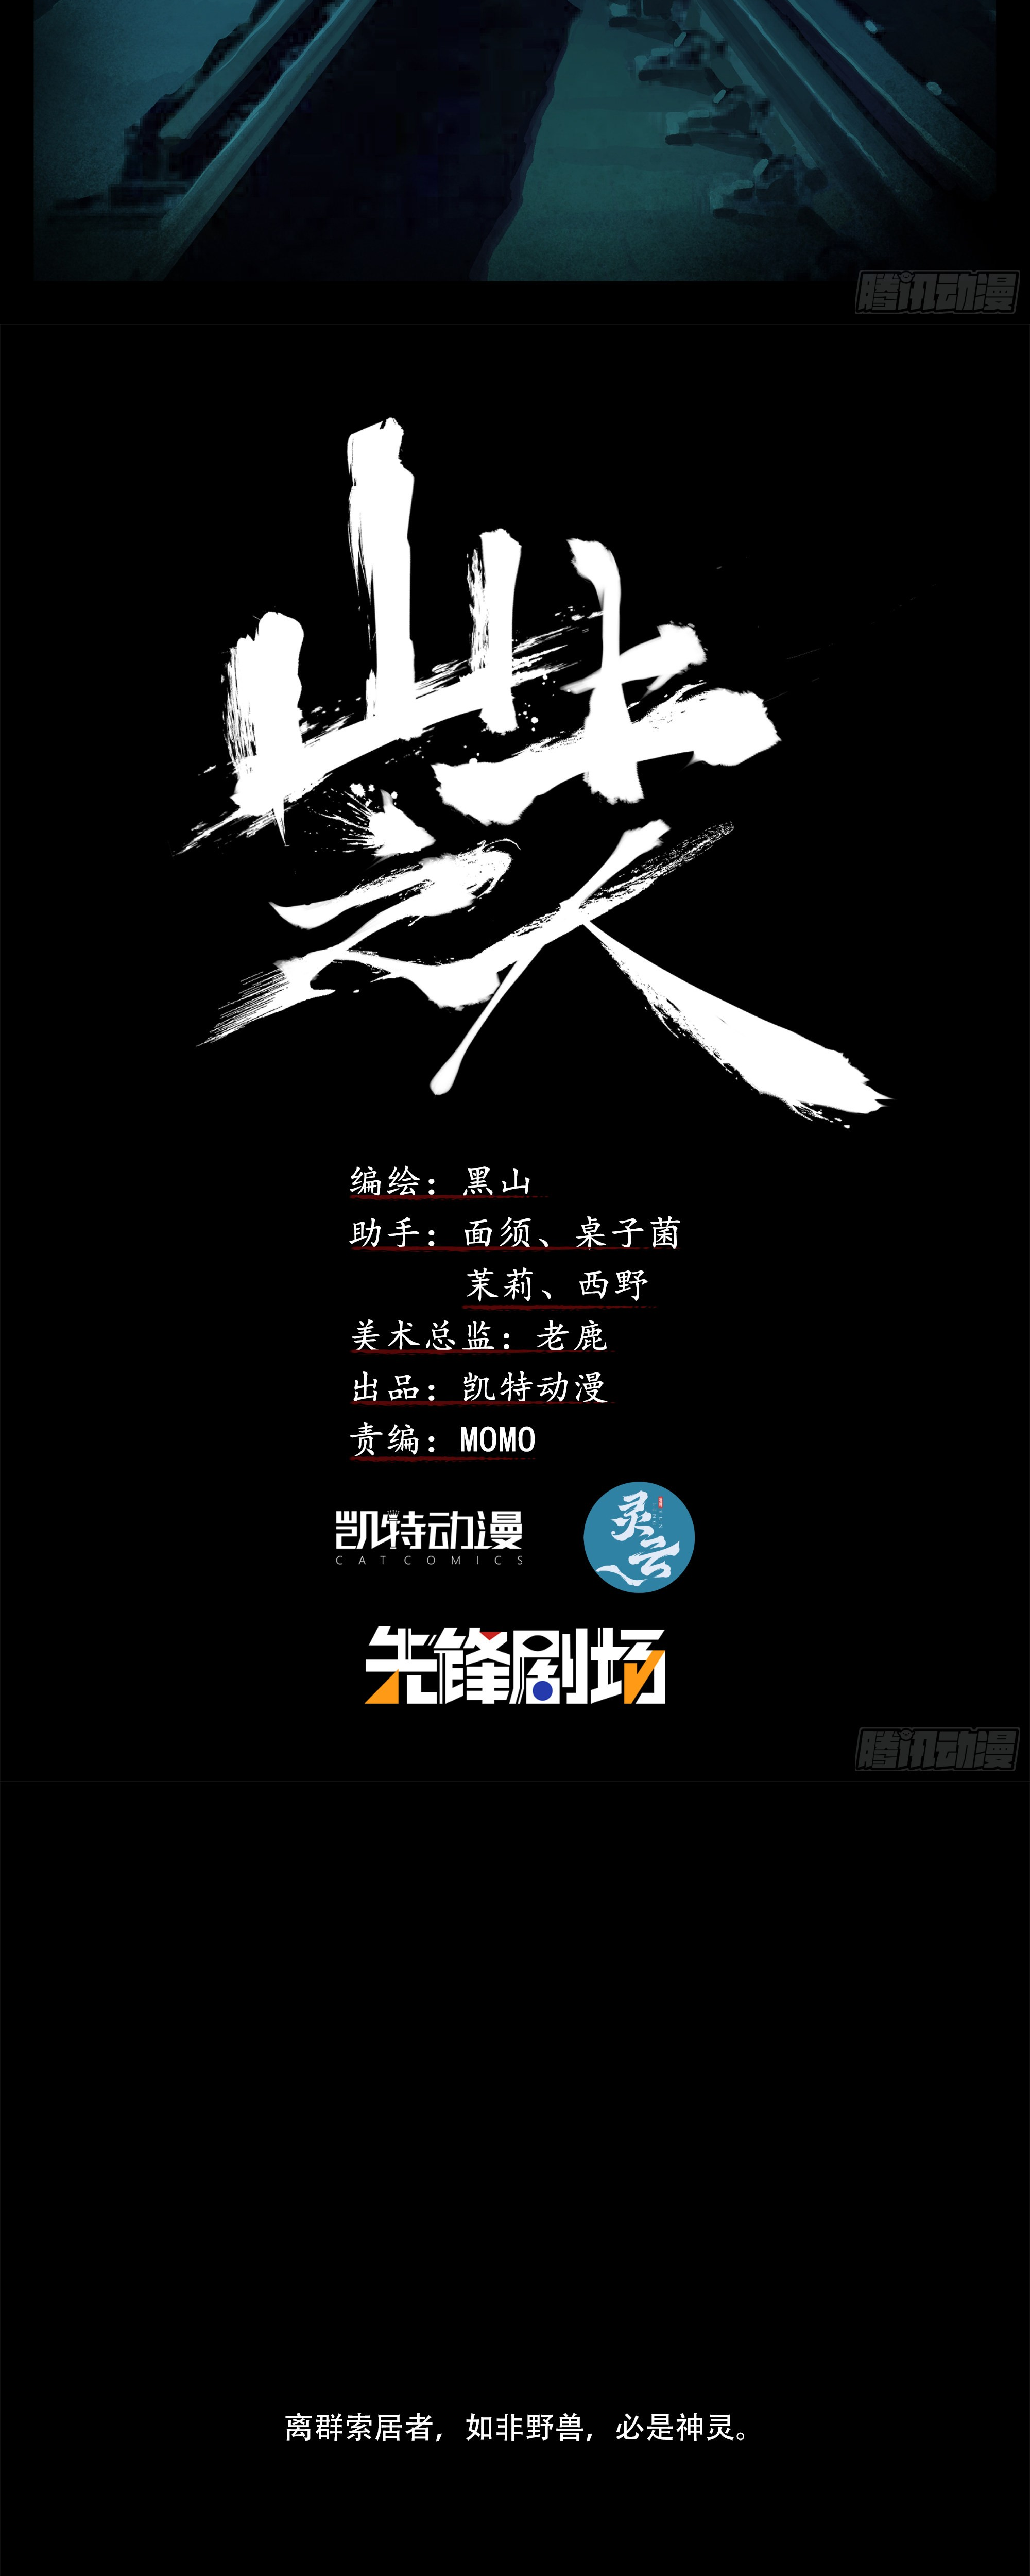 腾讯动漫
山上之人
编绘：黑山
助手：面须、桌子菌
茉莉、西野
美术总监：老鹿
出品：凯特动漫
责编：MOMO
凯特动漫
CATCOMICS
灵云
先锋剧场
腾讯动漫
离群索居者，如非野兽，必是神灵。